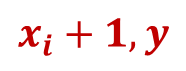 xᵢ + 1, y